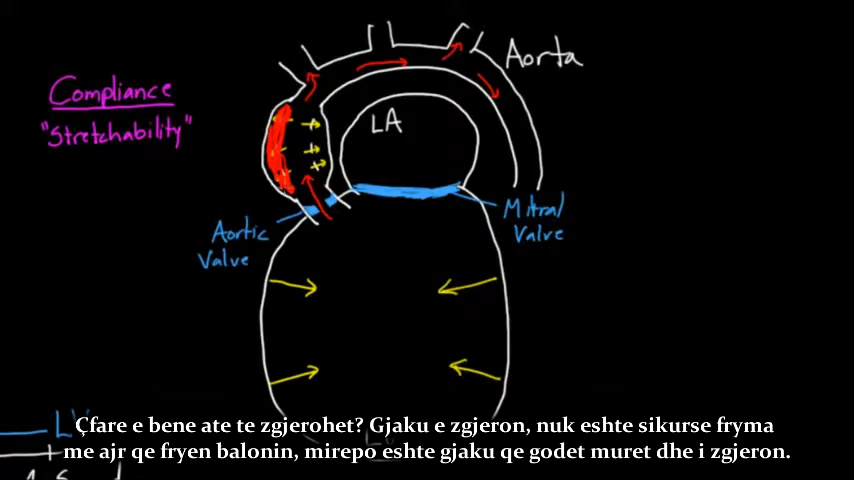 Aorta
Compliance
"Stretchability"
LA
Mitral
Valve
Aortic
Valve
Çfare e bene ate te zgjerohet? Gjaku e zgjeron, nuk eshte sikurse fryma
me ajr qe fryen balonin, mirepo eshte gjaku qe godet muret dhe i zgjeron.